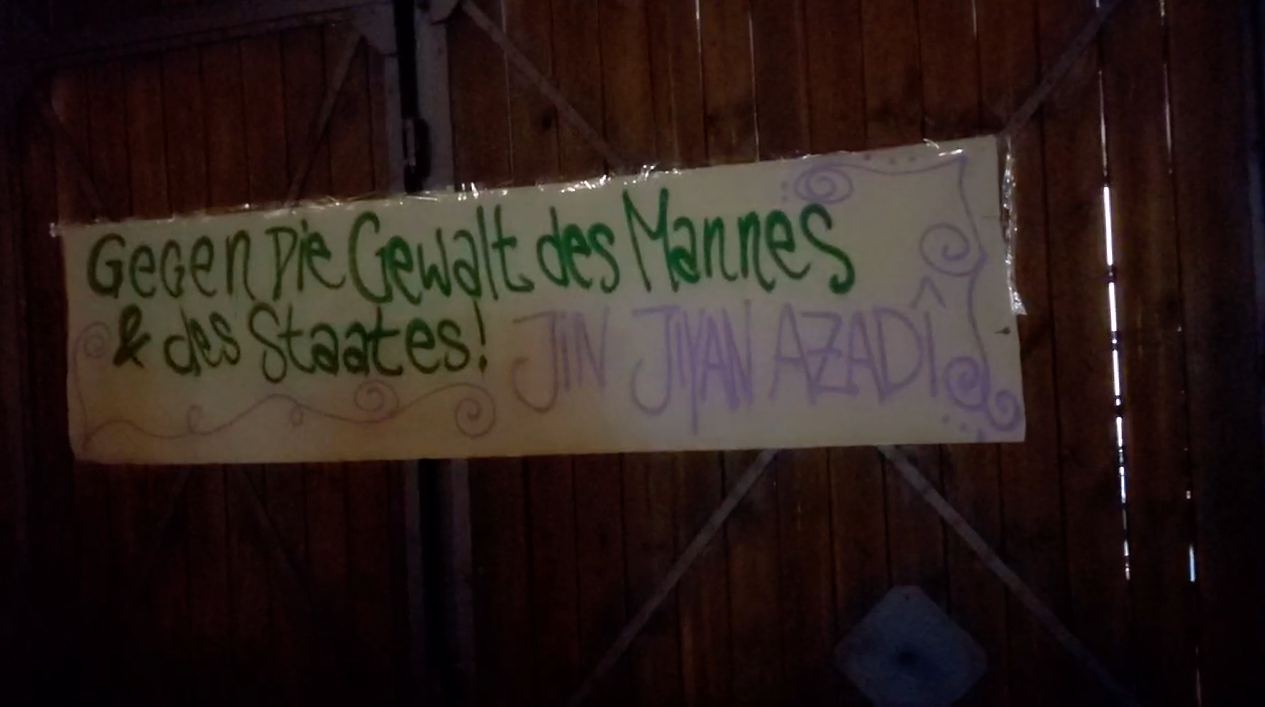 Gegen Die Gewalt des Mannes
& des Staates! JIN JIYAN AZADÎ